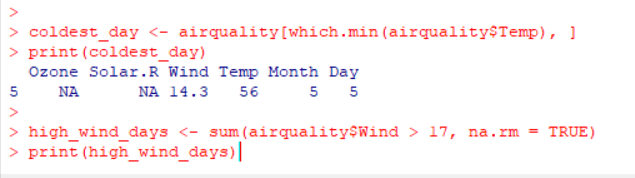 >
> coldest_day <- airquality[which.min(airquality$Temp), ]
> print(coldest_day)
  Ozone Solar.R Wind Temp Month Day
5    NA      NA 14.3   56     5   5
>
> high_wind_days <- sum(airquality$Wind > 17, na.rm = TRUE)
> print(high_wind_days)